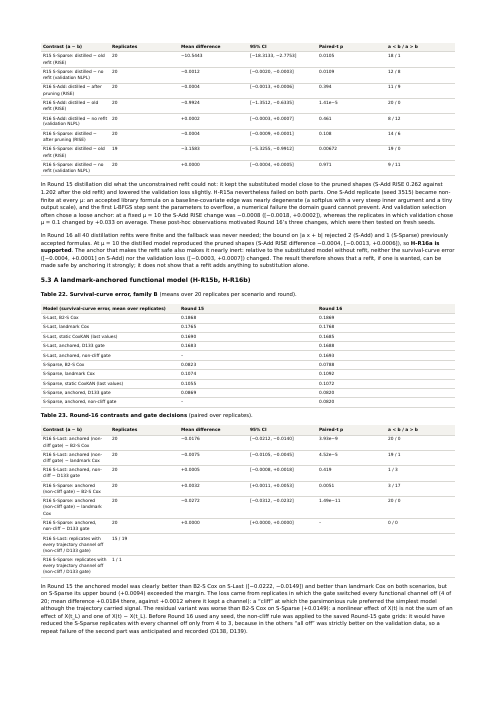 Contrast (a − b) Replicates Mean difference 95% CI Paired-t p a < b / a > b
R15 S-Sparse: distilled − old 20 −10.5443 [−18.3133, −2.7753] 0.0105 18 / 1
refit (RISE)
R15 S-Sparse: distilled − no 20 −0.0012 [−0.0020, −0.0003] 0.0109 12 / 8
refit (validation NLPL)
R16 S-Add: distilled − after 20 −0.0004 [−0.0013, +0.0006] 0.394 11 / 9
pruning (RISE)
R16 S-Add: distilled − old 20 −0.9924 [−1.3512, −0.6335] 1.41e−5 20 / 0
refit (RISE)
R16 S-Add: distilled − no refit 20 +0.0002 [−0.0003, +0.0007] 0.461 8 / 12
(validation NLPL)
R16 S-Sparse: distilled − 20 −0.0004 [−0.0009, +0.0001] 0.108 14 / 6
after pruning (RISE)
R16 S-Sparse: distilled − old 19 −3.1583 [−5.3255, −0.9912] 0.00672 19 / 0
refit (RISE)
R16 S-Sparse: distilled − no 20 +0.0000 [−0.0004, +0.0005] 0.971 9 / 11
refit (validation NLPL)
In Round 15 distillation did what the unconstrained refit could not: it kept the substituted model close to the pruned shapes (S-Add RISE 0.262 against
1.202 after the old refit) and lowered the validation loss slightly. H-R15a nevertheless failed on both parts. One S-Add replicate (seed 3515) became non-
finite at every μ: an accepted library formula on a baseline-covariate edge was nearly degenerate (a softplus with a very steep inner argument and a tiny
output scale), and the first L-BFGS step sent the parameters to overflow, a numerical failure the domain guard cannot prevent. And validation selection
often chose a loose anchor: at a fixed μ = 10 the S-Add RISE change was −0.0008 ([−0.0018, +0.0002]), whereas the replicates in which validation chose
μ = 0.1 changed by +0.033 on average. These post-hoc observations motivated Round 16's changes, which were then tested on fresh seeds.
In Round 16 all 40 distillation refits were finite and the fallback was never needed; the bound on |a x + b| rejected 2 (S-Add) and 1 (S-Sparse)
previously accepted formulas. At μ = 10 the distilled model reproduced the pruned shapes (S-Add RISE difference −0.0004, [−0.0013, +0.0006]), so H-R16a is
supported. The anchor that makes the refit safe also makes it nearly inert: relative to the substituted model without refit, neither the survival-curve error
([−0.0004, +0.0001] on S-Add) nor the validation loss ([−0.0003, +0.0007]) changed. The result therefore shows that a refit, if one is wanted, can be
made safe by anchoring it strongly; it does not show that a refit adds anything to substitution alone.
5.3 A landmark-anchored functional model (H-R15b, H-R16b)
Table 22. Survival-curve error, family B (means over 20 replicates per scenario and round).
Model (survival-curve error, mean over replicates) Round 15 Round 16
S-Last, B2-S Cox 0.1868 0.1869
S-Last, landmark Cox 0.1765 0.1768
S-Last, static CoxKAN (last values) 0.1690 0.1685
S-Last, anchored, D133 gate 0.1683 0.1688
S-Last, anchored, non-cliff gate – 0.1693
S-Sparse, B2-S Cox 0.0823 0.0788
S-Sparse, landmark Cox 0.1073 0.1092
S-Sparse, static CoxKAN (last values) 0.1055 0.1072
S-Sparse, anchored, D133 gate 0.0869 0.0820
S-Sparse, anchored, non-cliff gate – 0.0820
Table 23. Round-16 contrasts and gate decisions (paired over replicates).
Contrast (a − b) Replicates Mean difference 95% CI Paired-t p a < b / a > b
R16 S-Last: anchored (non- 20 −0.0176 [−0.0212, −0.0140] 3.93e−9 20 / 0
cliff gate) − B2-S Cox
R16 S-Last: anchored (non- 20 −0.0075 [−0.0105, −0.0045] 4.52e−5 19 / 1
cliff gate) − landmark Cox
R16 S-Last: anchored, non- 20 +0.0005 [−0.0008, +0.0018] 0.419 1 / 3
cliff − D133 gate
R16 S-Sparse: anchored 20 +0.0032 [+0.0011, +0.0053] 0.0051 3 / 17
(non-cliff gate) − B2-S Cox
R16 S-Sparse: anchored 20 −0.0272 [−0.0312, −0.0232] 1.49e−11 20 / 0
(non-cliff gate) − landmark
Cox
R16 S-Sparse: anchored, 20 +0.0000 [+0.0000, +0.0000] – 0 / 0
non-cliff − D133 gate
R16 S-Last: replicates with 15 / 19
every trajectory channel off
(non-cliff / D133 gate)
R16 S-Sparse: replicates with 1 / 1
every trajectory channel off
(non-cliff / D133 gate)
In Round 15 the anchored model was clearly better than B2-S Cox on S-Last ([−0.0222, −0.0149]) and better than landmark Cox on both scenarios, but
on S-Sparse its upper bound (+0.0094) exceeded the margin. The loss came from replicates in which the gate switched every functional channel off (4 of
20; mean difference +0.0184 there, against +0.0012 where it kept a channel): a "cliff" at which the parsimonious rule preferred the simplest model
although the trajectory carried signal. The residual variant was worse than B2-S Cox on S-Sparse (+0.0149): a nonlinear effect of X(t) is not the sum of an
effect of X(t_L) and one of X(t) − X(t_L). Before Round 16 used any seed, the non-cliff rule was applied to the saved Round-15 gate grids: it would have
reduced the S-Sparse replicates with every channel off only from 4 to 3, because in the others "all off" was strictly better on the validation data, so a
repeat failure of the second part was anticipated and recorded (D138, D139).